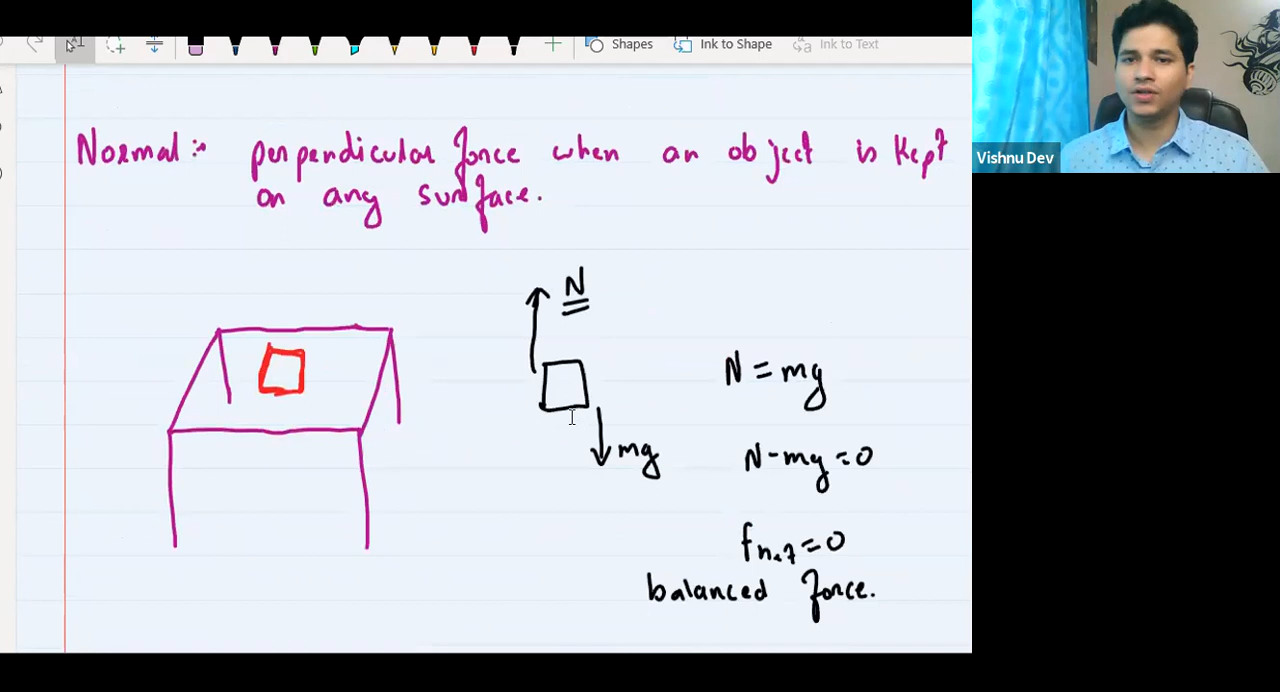 Shapes
Ink to Shape
Ink to Text
Vishnu Dev
Normal :- perpendicular force when an object is kept
on any surface.
N
N = mg
mg
N - mg = 0
fnet = 0
balanced force.